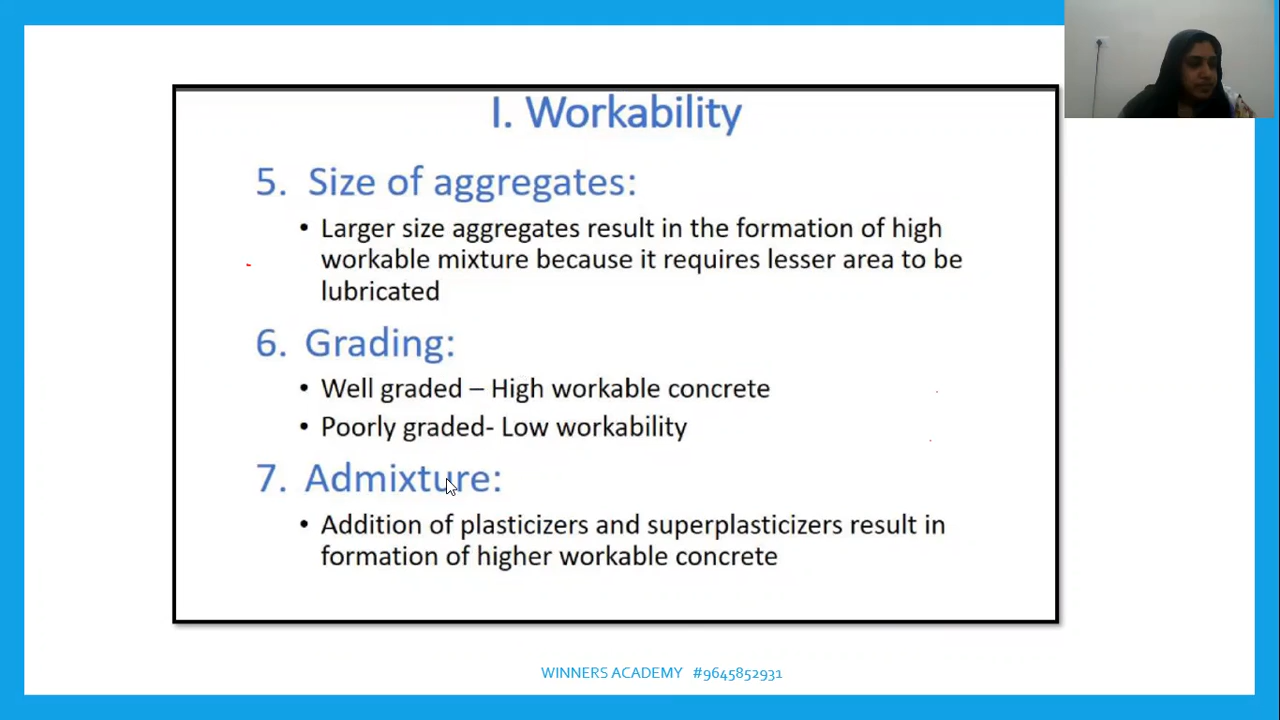 I. Workability
5. Size of aggregates:
• Larger size aggregates result in the formation of high
workable mixture because it requires lesser area to be
lubricated
6. Grading:
• Well graded – High workable concrete
• Poorly graded- Low workability
7. Admixture:
• Addition of plasticizers and superplasticizers result in
formation of higher workable concrete
WINNERS ACADEMY #9645852931